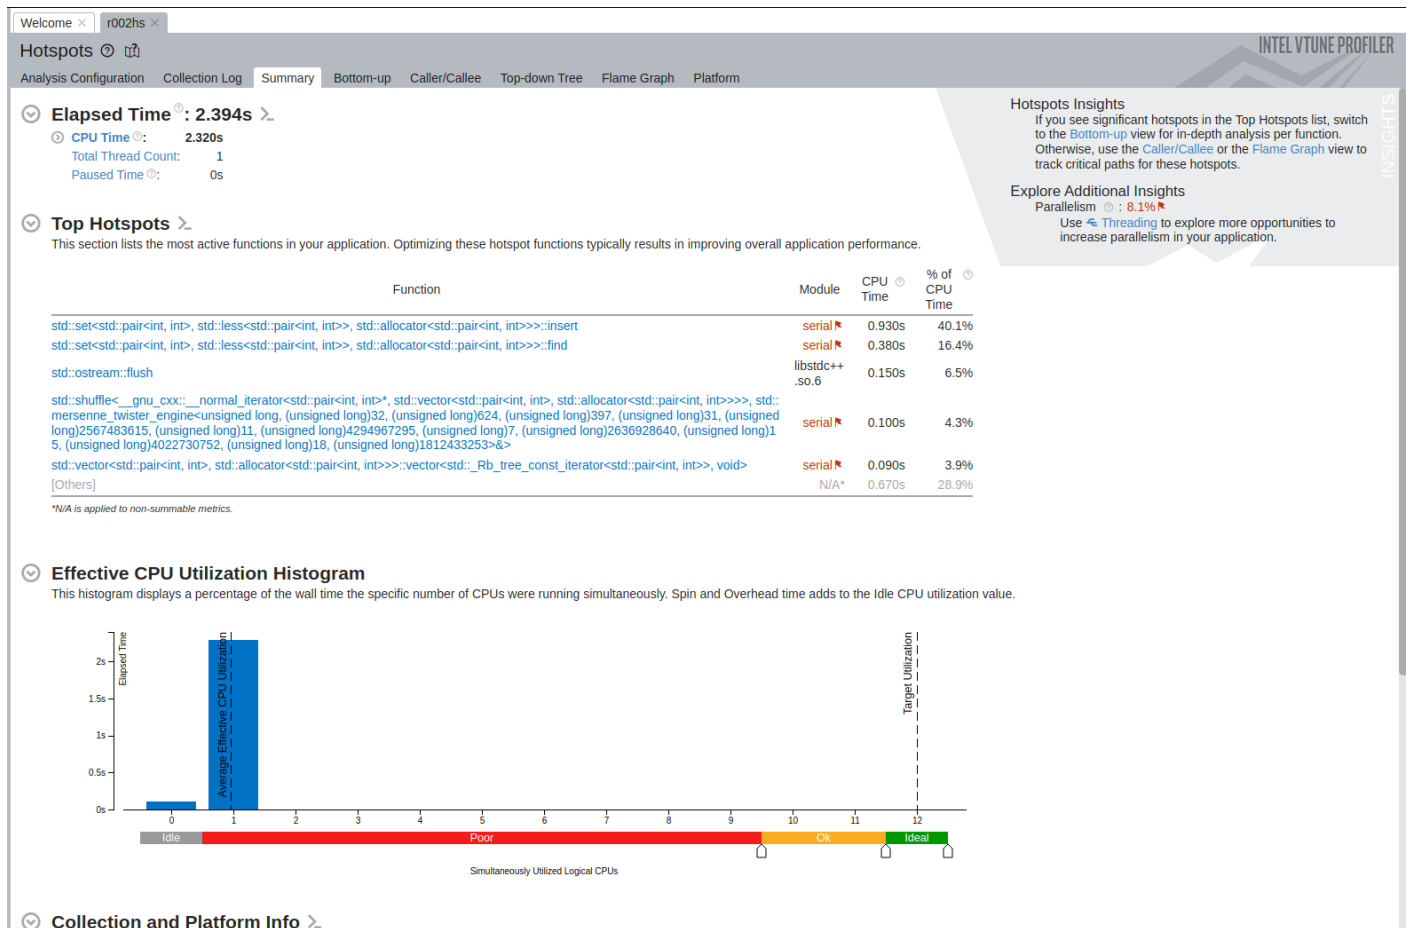 Welcome
r002hs
Hotspots
INTEL VTUNE PROFILER
Analysis Configuration Collection Log Summary Bottom-up Caller/Callee Top-down Tree Flame Graph Platform
Elapsed Time : 2.394s
CPU Time : 2.320s
Total Thread Count: 1
Paused Time : 0s
Hotspots Insights
If you see significant hotspots in the Top Hotspots list, switch
to the Bottom-up view for in-depth analysis per function.
Otherwise, use the Caller/Callee or the Flame Graph view to
track critical paths for these hotspots.
Explore Additional Insights
Parallelism : 8.1%
Use Threading to explore more opportunities to
increase parallelism in your application.
INSIGHTS
Top Hotspots
This section lists the most active functions in your application. Optimizing these hotspot functions typically results in improving overall application performance.
Function Module CPU Time % of CPU Time
std::set<std::pair<int, int>, std::less<std::pair<int, int>>, std::allocator<std::pair<int, int>>>::insert serial 0.930s 40.1%
std::set<std::pair<int, int>, std::less<std::pair<int, int>>, std::allocator<std::pair<int, int>>>::find serial 0.380s 16.4%
std::ostream::flush libstdc++.so.6 0.150s 6.5%
std::shuffle<__gnu_cxx::__normal_iterator<std::pair<int, int>*, std::vector<std::pair<int, int>, std::allocator<std::pair<int, int>>>>, std::
mersenne_twister_engine<unsigned long, (unsigned long)32, (unsigned long)624, (unsigned long)397, (unsigned long)31, (unsigned
long)2567483615, (unsigned long)11, (unsigned long)4294967295, (unsigned long)7, (unsigned long)2636928640, (unsigned long)1
5, (unsigned long)4022730752, (unsigned long)18, (unsigned long)1812433253>&> serial 0.100s 4.3%
std::vector<std::pair<int, int>, std::allocator<std::pair<int, int>>>::vector<std::_Rb_tree_const_iterator<std::pair<int, int>>, void> serial 0.090s 3.9%
[Others] N/A* 0.670s 28.9%
*N/A is applied to non-summable metrics.
Effective CPU Utilization Histogram
This histogram displays a percentage of the wall time the specific number of CPUs were running simultaneously. Spin and Overhead time adds to the Idle CPU utilization value.
Elapsed Time
2s
1.5s
1s
0.5s
0s
Average Effective CPU Utilization
Target Utilization
0 1 2 3 4 5 6 7 8 9 10 11 12
Idle Poor Ok Ideal
Simultaneously Utilized Logical CPUs
Collection and Platform Info